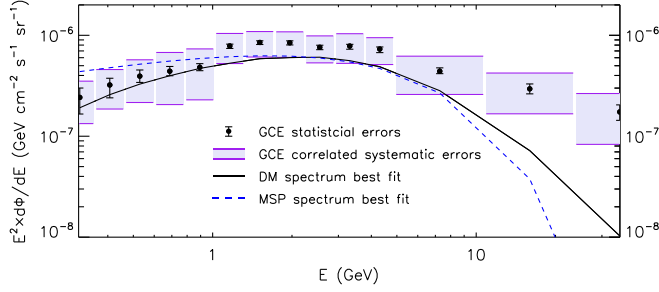 10⁻⁶
10⁻⁷
10⁻⁸
E²×dΦ/dE (GeV cm⁻² s⁻¹ sr⁻¹)
10⁻⁶
10⁻⁷
10⁻⁸
GCE statistcial errors
GCE correlated systematic errors
DM spectrum best fit
MSP spectrum best fit
1
10
E (GeV)